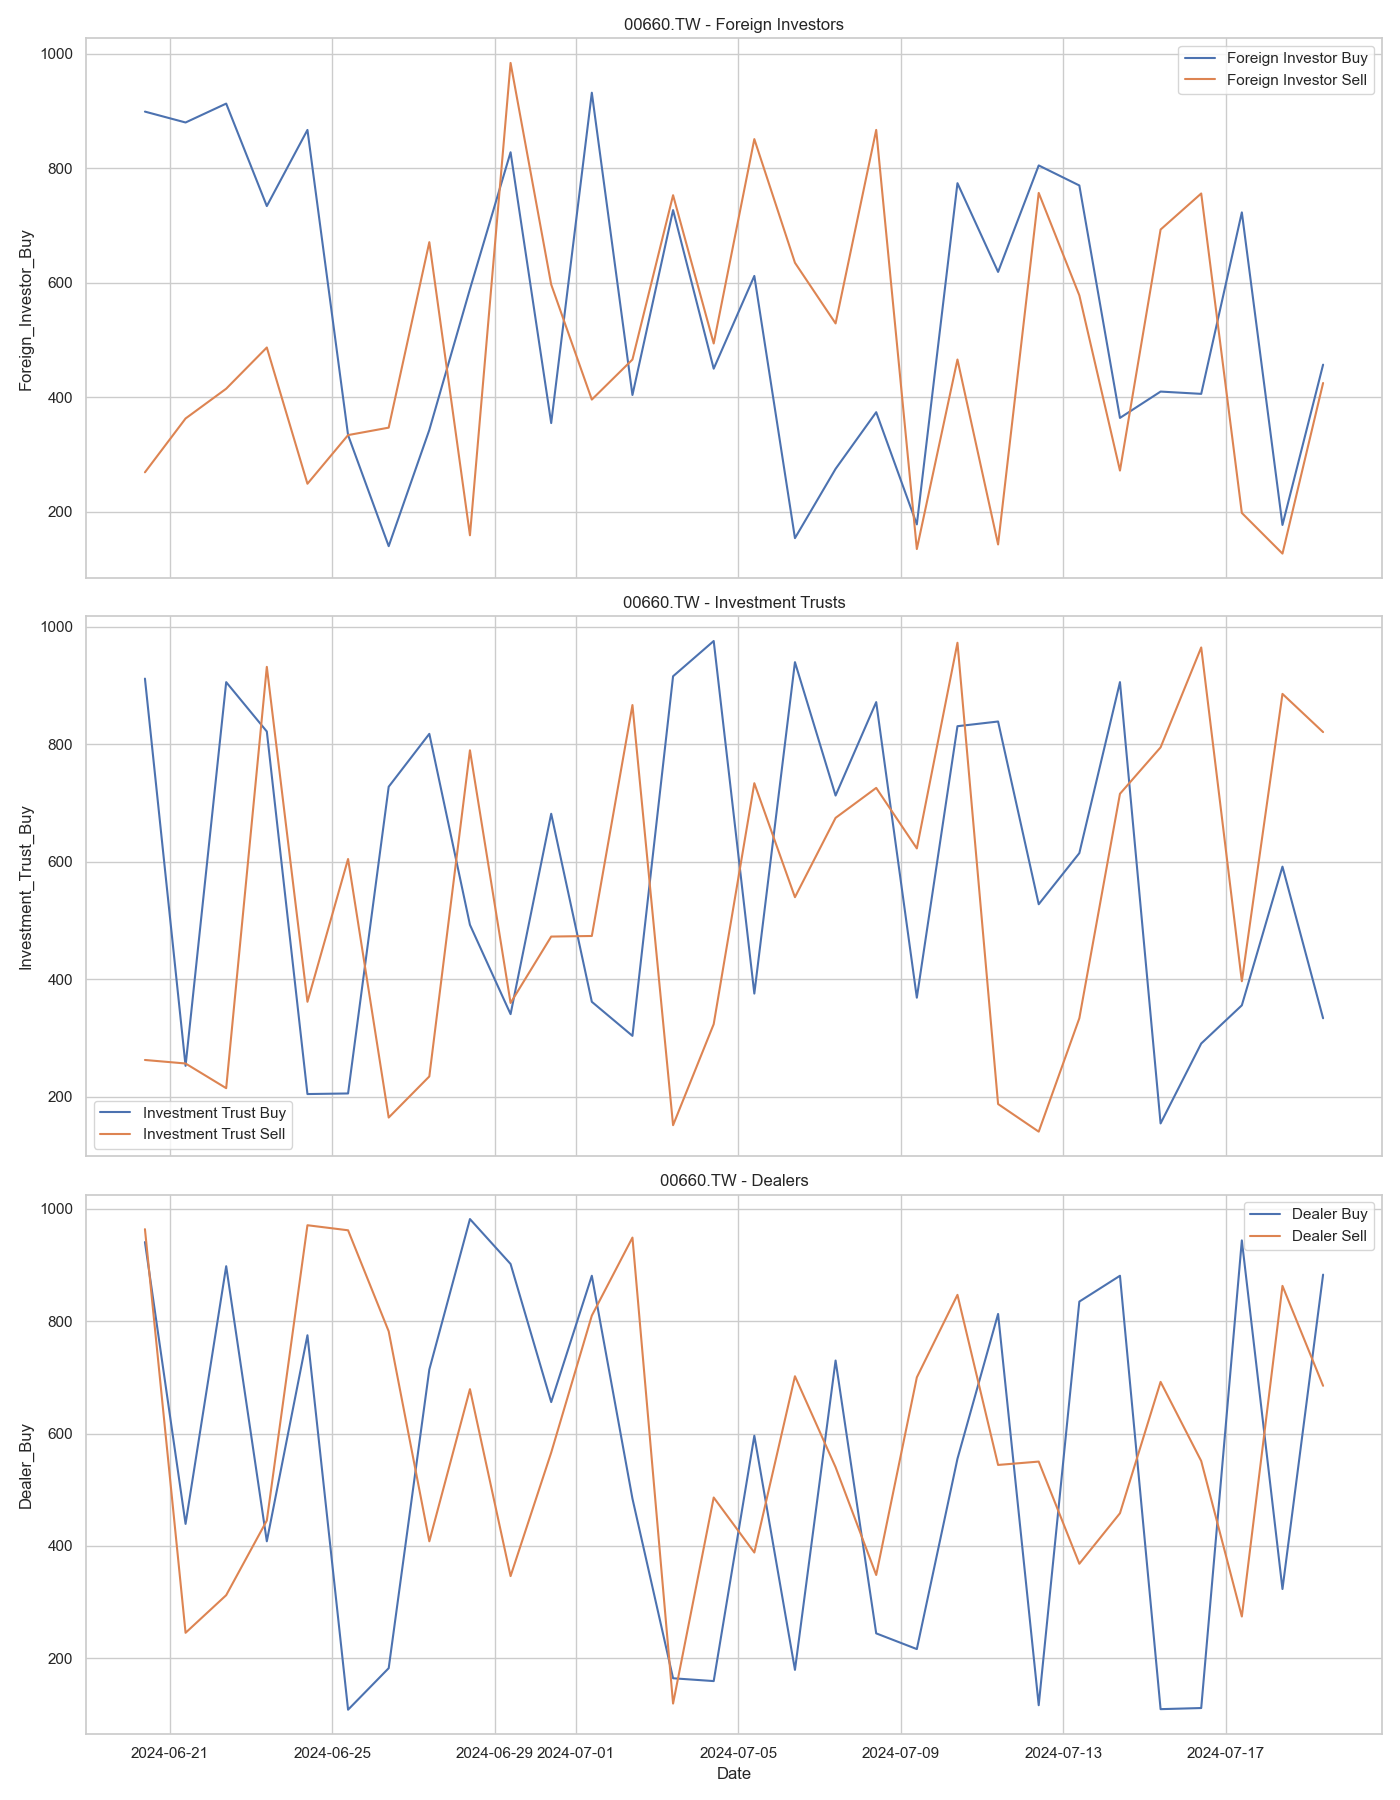 00660.TW - Foreign Investors
1000
800
600
400
200
Foreign_Investor_Buy
Foreign Investor Buy
Foreign Investor Sell
00660.TW - Investment Trusts
1000
800
600
400
200
Investment_Trust_Buy
Investment Trust Buy
Investment Trust Sell
00660.TW - Dealers
1000
800
600
400
200
Dealer_Buy
Dealer Buy
Dealer Sell
2024-06-21 2024-06-25 2024-06-29 2024-07-01 2024-07-05 2024-07-09 2024-07-13 2024-07-17
Date